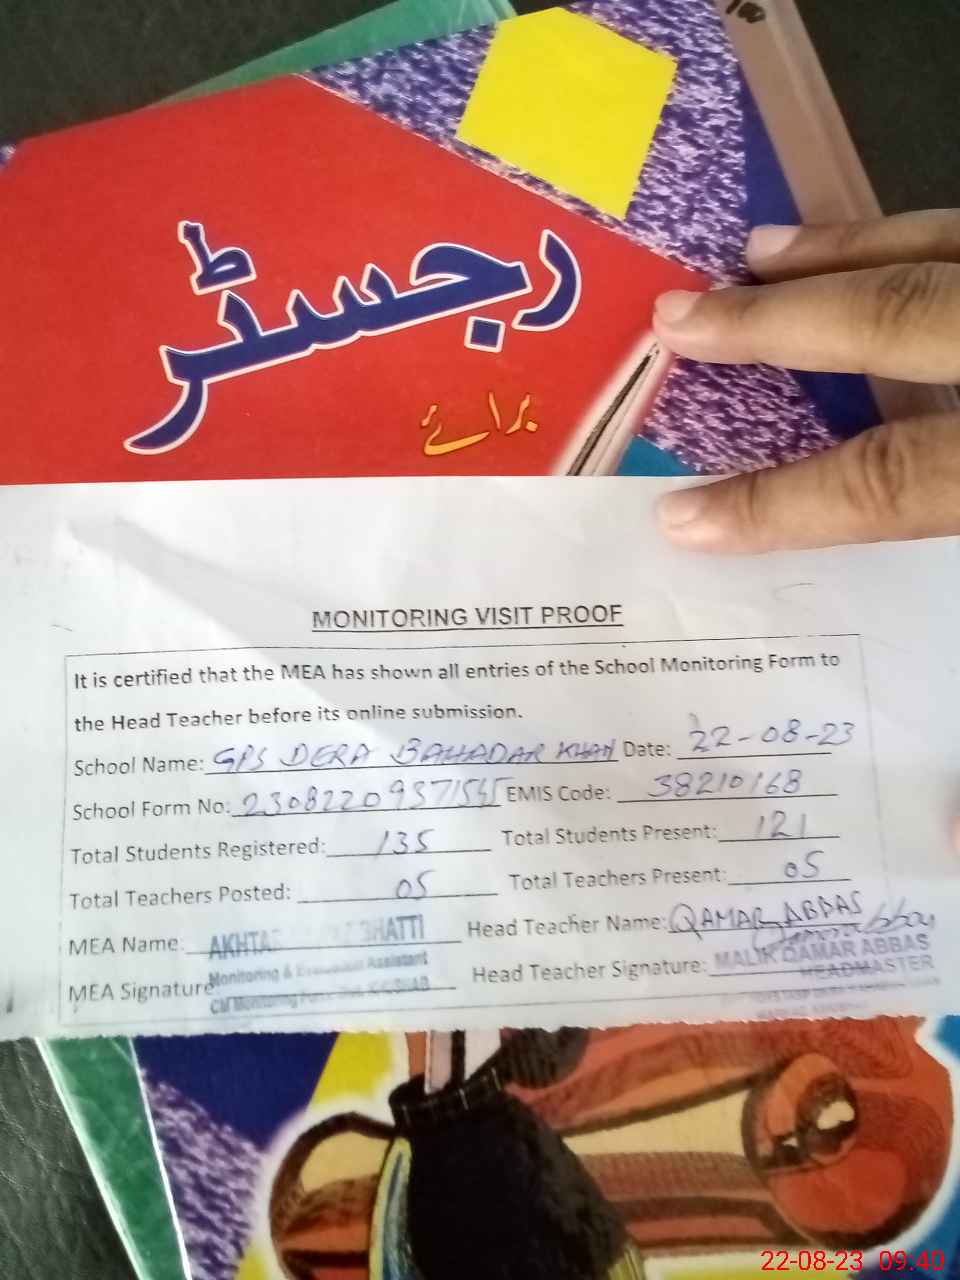 رجسٹر
برائے
MONITORING VISIT PROOF
It is certified that the MEA has shown all entries of the School Monitoring Form to
the Head Teacher before its online submission.
School Name: GPS DERA BAHADAR KHAN Date: 22-08-23
School Form No: EMIS Code: 38210168
Total Students Registered: 135 Total Students Present: 121
Total Teachers Posted: 05 Total Teachers Present: 05
MEA Name: BHATTI Head Teacher Name: QAMAR ABBAS
Monitoring & Evaluation Assistant
MEA Signature Head Teacher Signature: MALIK QAMAR ABBAS
HEADMASTER
22-08-23 09:40